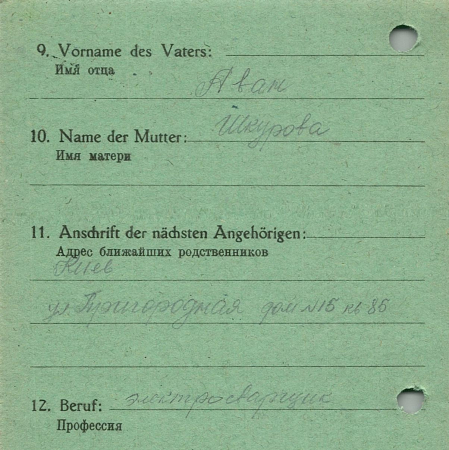 9. Vorname des Vaters:
Имя отца
Иван
10. Name der Mutter: Шкурова
Имя матери
11. Anschrift der nächsten Angehörigen:
Адрес ближайших родственников
Киев
ул Пригородная дом №15 кв 86
12. Beruf: электросварщик
Профессия